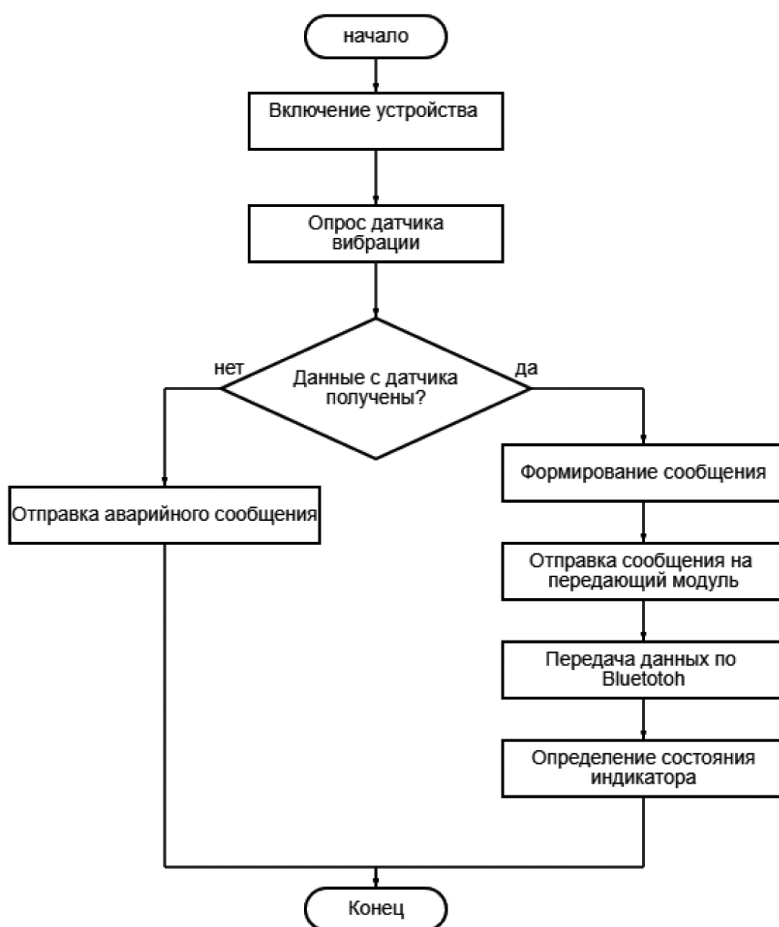 начало
Включение устройства
Опрос датчика
вибрации
нет
да
Данные с датчика
получены?
Формирование сообщения
Отправка аварийного сообщения
Отправка сообщения на
передающий модуль
Передача данных по
Bluetotoh
Определение состояния
индикатора
Конец